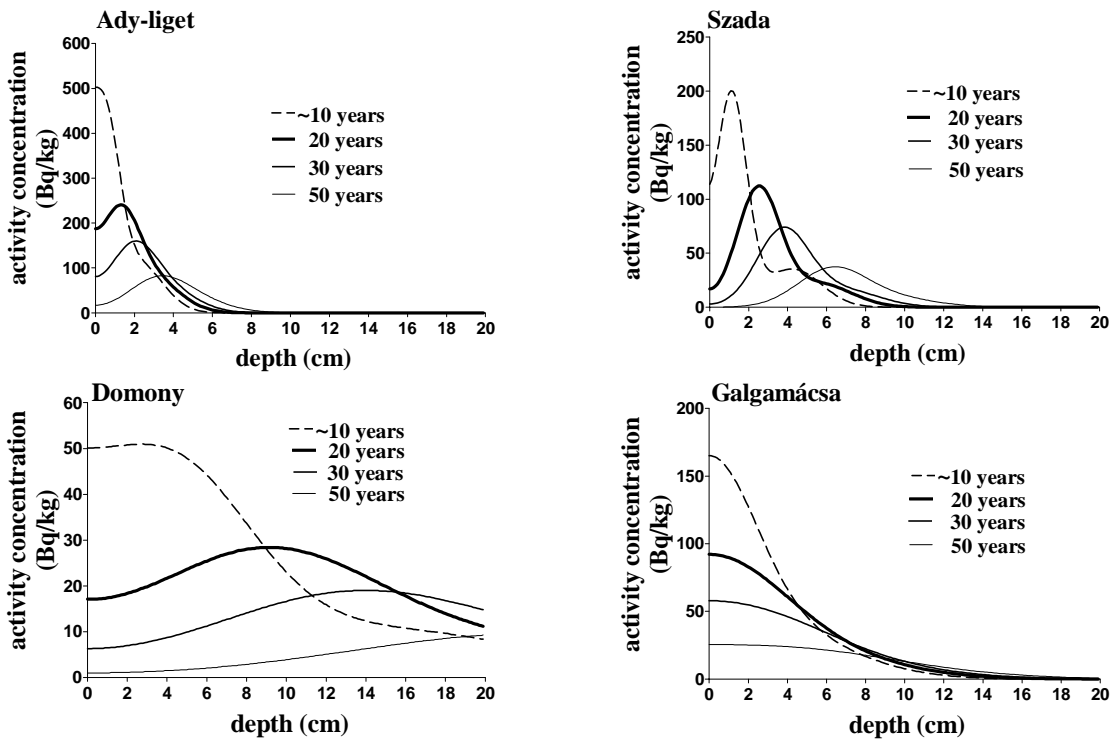 Ady-liget
activity concentration
(Bq/kg)
600
500
400
300
200
100
0
~10 years
20 years
30 years
50 years
0 2 4 6 8 10 12 14 16 18 20
depth (cm)
Szada
activity concentration
(Bq/kg)
250
200
150
100
50
0
~10 years
20 years
30 years
50 years
0 2 4 6 8 10 12 14 16 18 20
depth (cm)
Domony
activity concentration
(Bq/kg)
60
50
40
30
20
10
0
~10 years
20 years
30 years
50 years
0 2 4 6 8 10 12 14 16 18 20
depth (cm)
Galgamácsa
activity concentration
(Bq/kg)
200
150
100
50
0
~10 years
20 years
30 years
50 years
0 2 4 6 8 10 12 14 16 18 20
depth (cm)